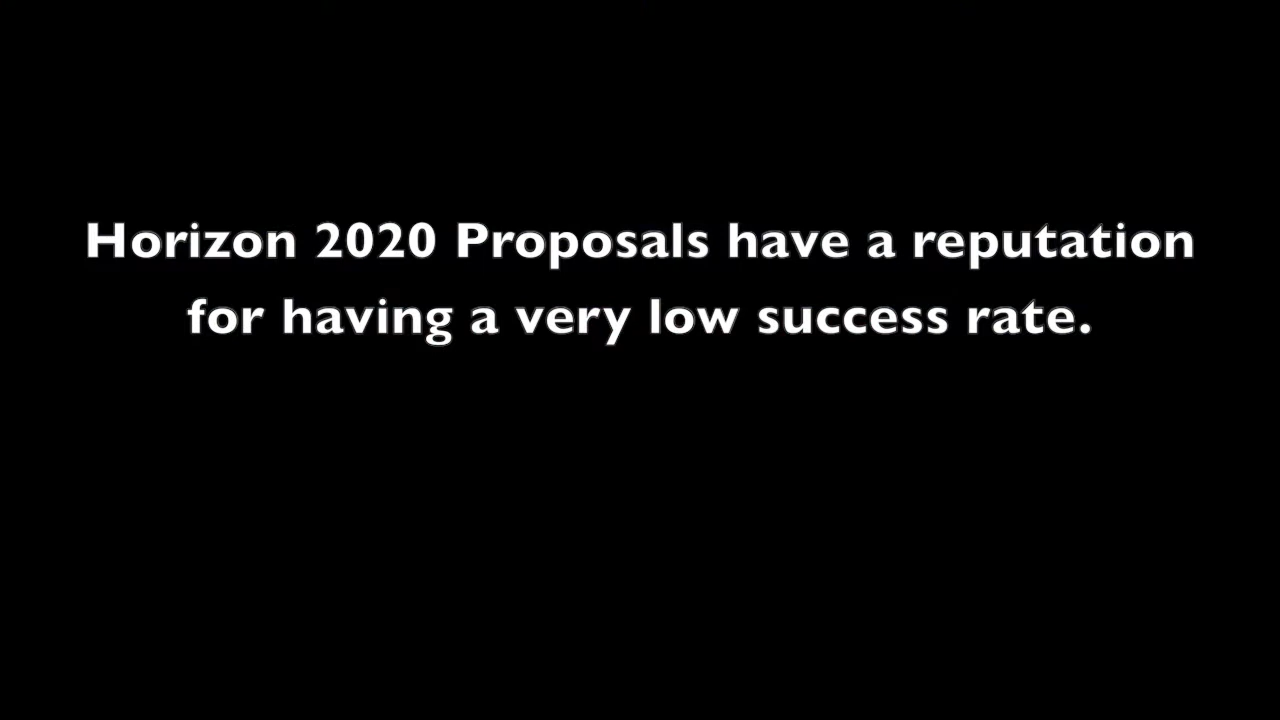 Horizon 2020 Proposals have a reputation
for having a very low success rate.